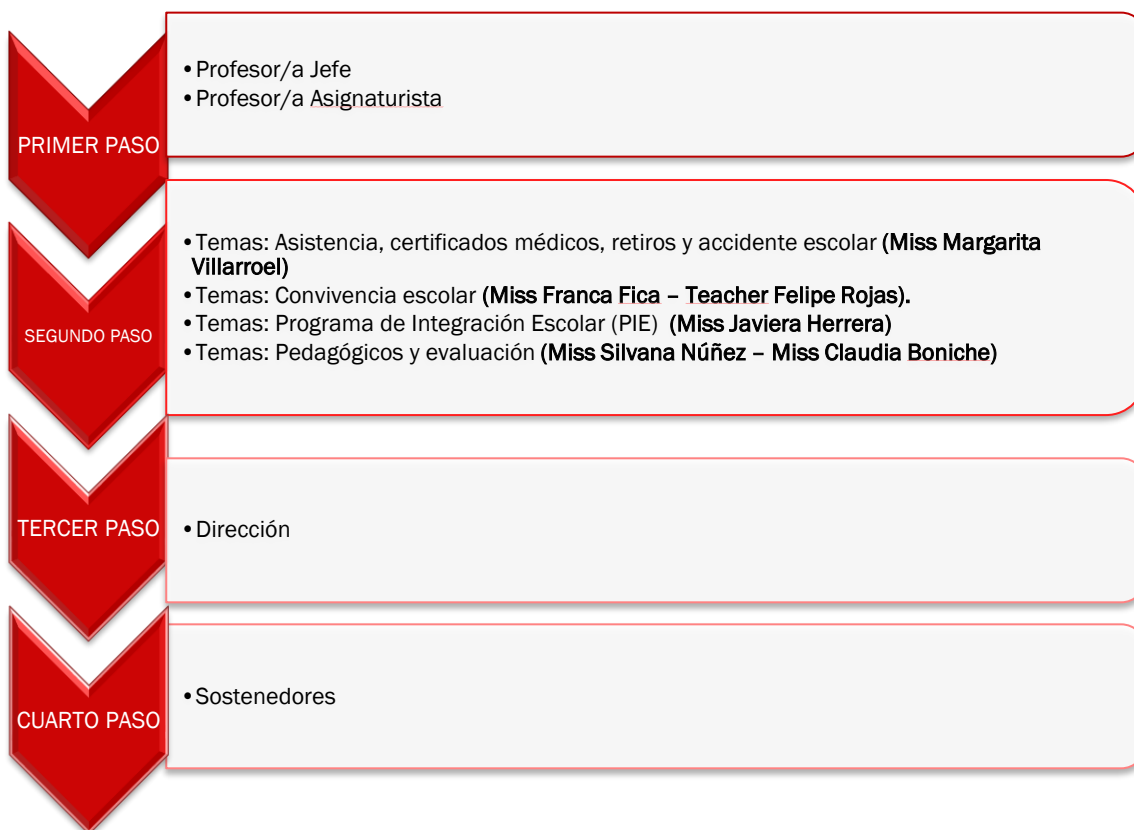 PRIMER PASO
•Profesor/a Jefe
•Profesor/a Asignaturista
SEGUNDO PASO
•Temas: Asistencia, certificados médicos, retiros y accidente escolar (Miss Margarita
Villarroel)
•Temas: Convivencia escolar (Miss Franca Fica – Teacher Felipe Rojas).
•Temas: Programa de Integración Escolar (PIE) (Miss Javiera Herrera)
•Temas: Pedagógicos y evaluación (Miss Silvana Núñez – Miss Claudia Boniche)
TERCER PASO
•Dirección
CUARTO PASO
•Sostenedores